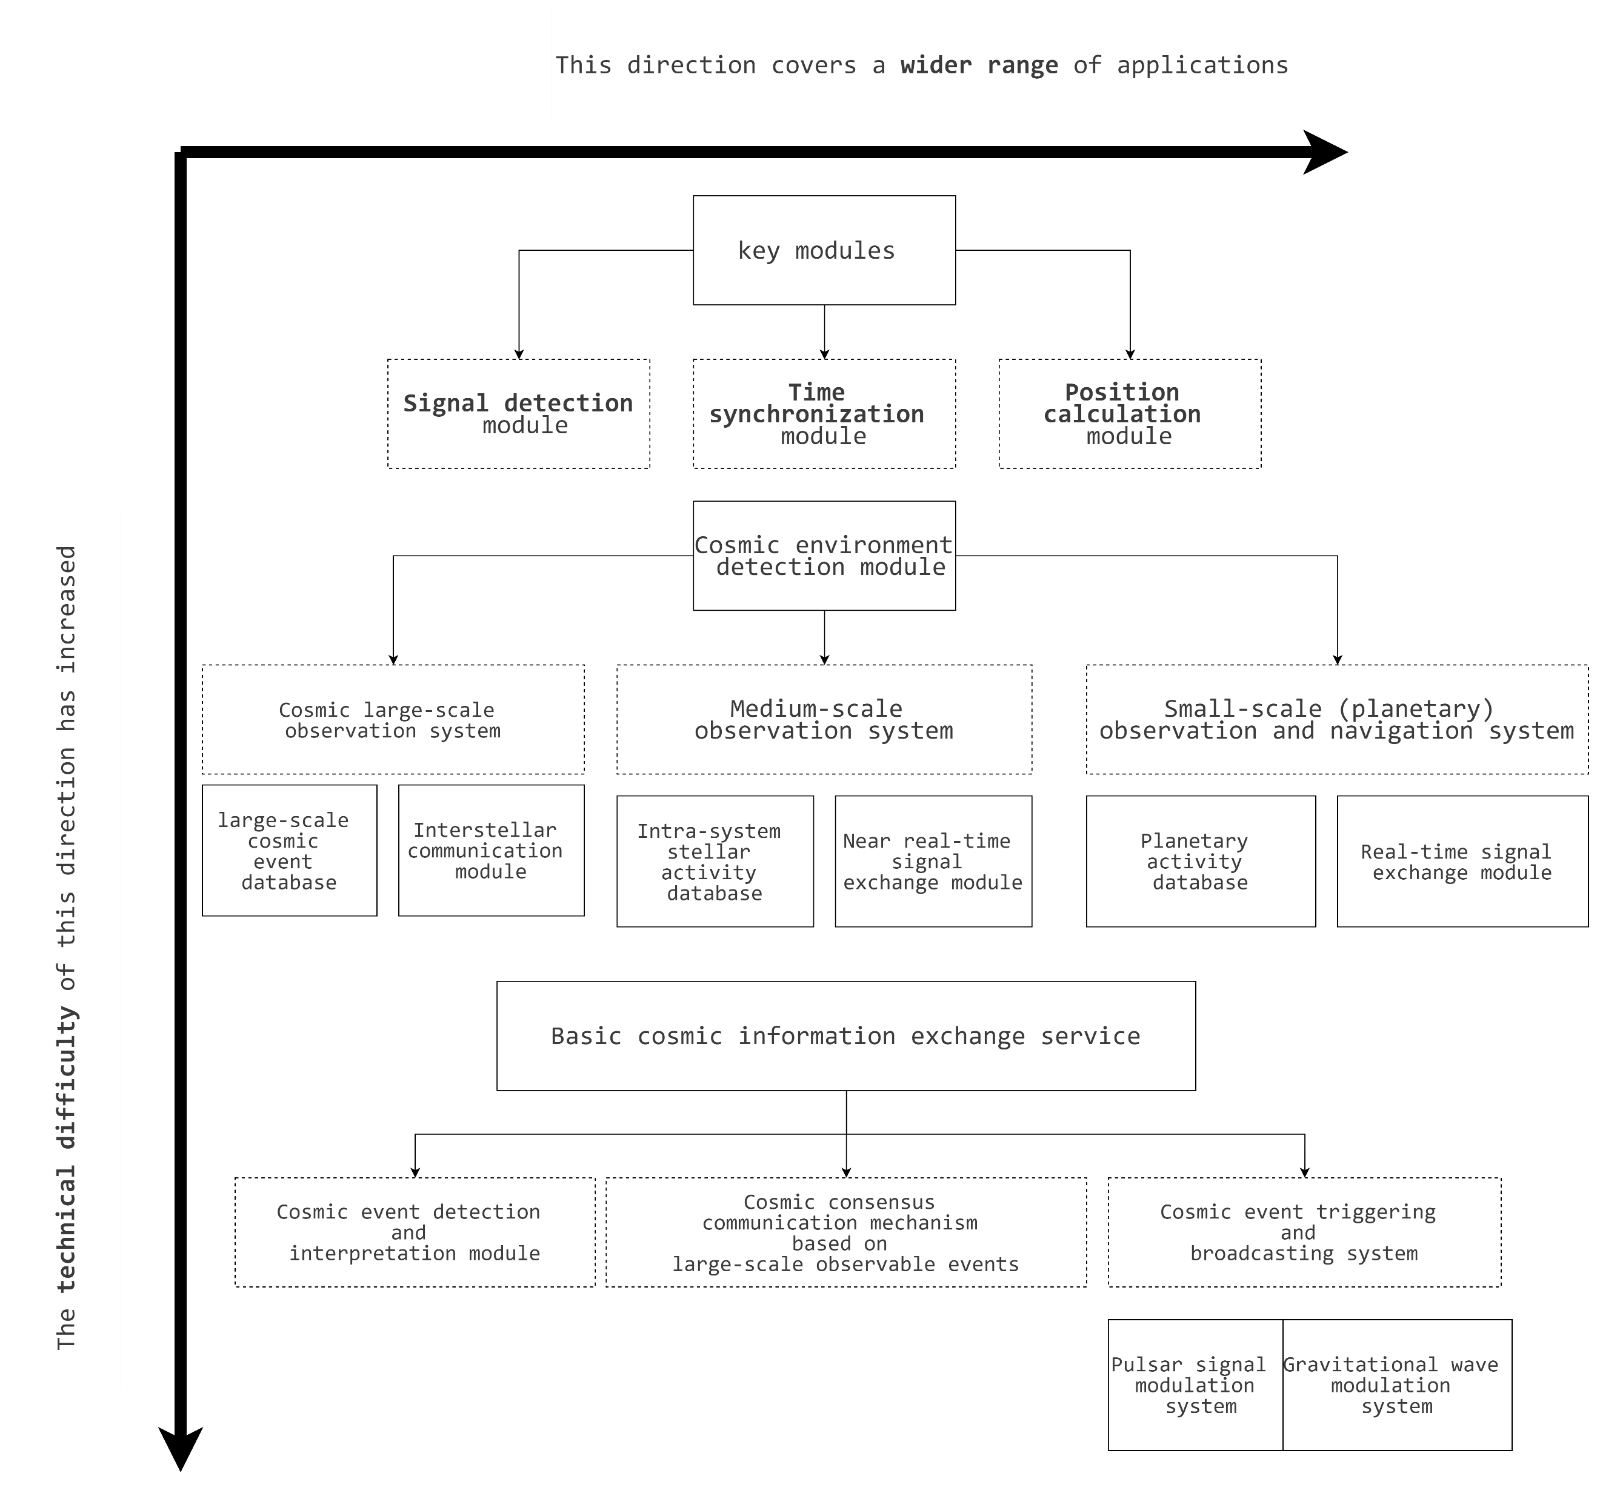 This direction covers a wider range of applications
key modules
Signal detection
module
Time
synchronization
module
Position
calculation
module
Cosmic environment
detection module
Cosmic large-scale
observation system
Medium-scale
observation system
Small-scale (planetary)
observation and navigation system
large-scale
cosmic
event
database
Interstellar
communication
module
Intra-system
stellar
activity
database
Near real-time
signal
exchange module
Planetary
activity
database
Real-time signal
exchange module
Basic cosmic information exchange service
Cosmic event detection
and
interpretation module
Cosmic consensus
communication mechanism
based on
large-scale observable events
Cosmic event triggering
and
broadcasting system
Pulsar signal
modulation
system
Gravitational wave
modulation
system
The technical difficulty of this direction has increased